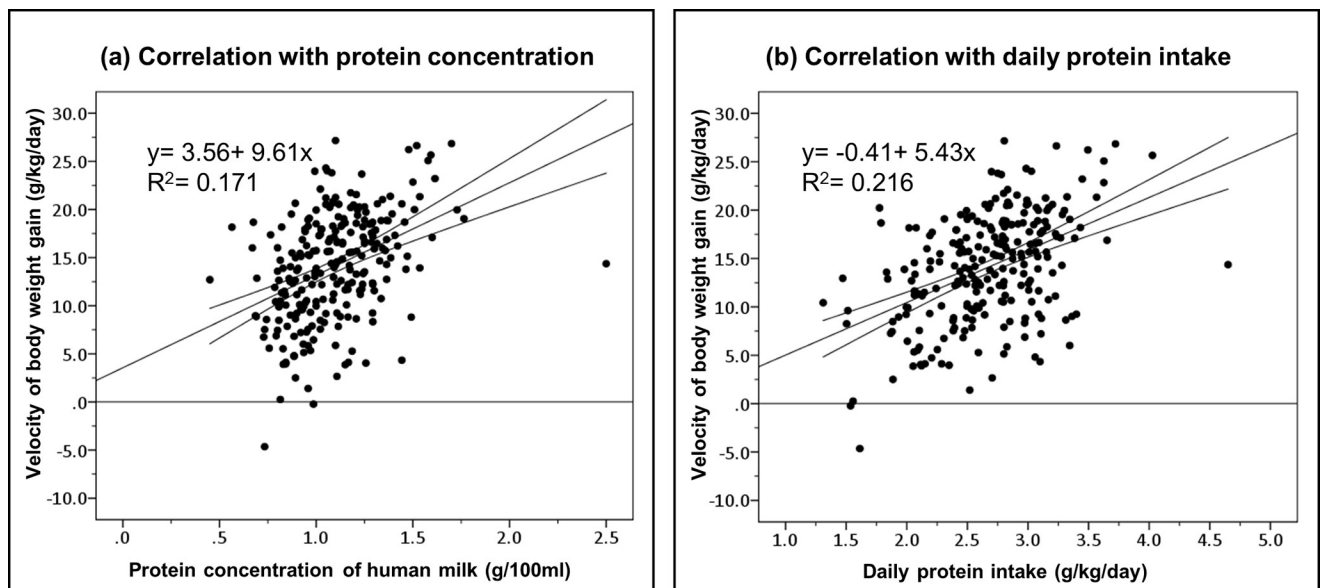 (a) Correlation with protein concentration
Velocity of body weight gain (g/kg/day)
30.0
25.0
20.0
15.0
10.0
5.0
.0
-5.0
-10.0
y= 3.56+ 9.61x
R²= 0.171
.0 .5 1.0 1.5 2.0 2.5
Protein concentration of human milk (g/100ml)
(b) Correlation with daily protein intake
Velocity of body weight gain (g/kg/day)
30.0
25.0
20.0
15.0
10.0
5.0
.0
-5.0
-10.0
y= -0.41+ 5.43x
R²= 0.216
1.0 1.5 2.0 2.5 3.0 3.5 4.0 4.5 5.0
Daily protein intake (g/kg/day)